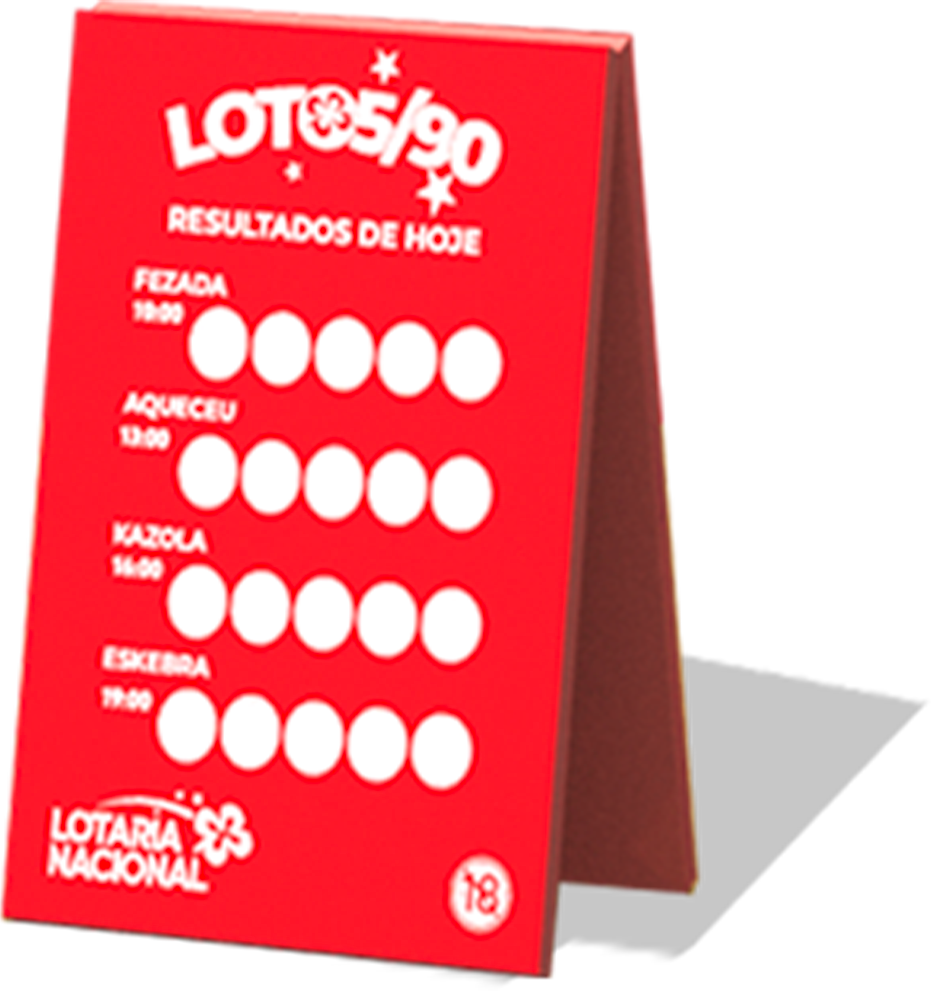 LOTO5/90
RESULTADOS DE HOJE
FEZADA
10:00
AQUECEU
13:00
KAZOLA
16:00
ESKEBRA
19:00
LOTARIA
NACIONAL
18